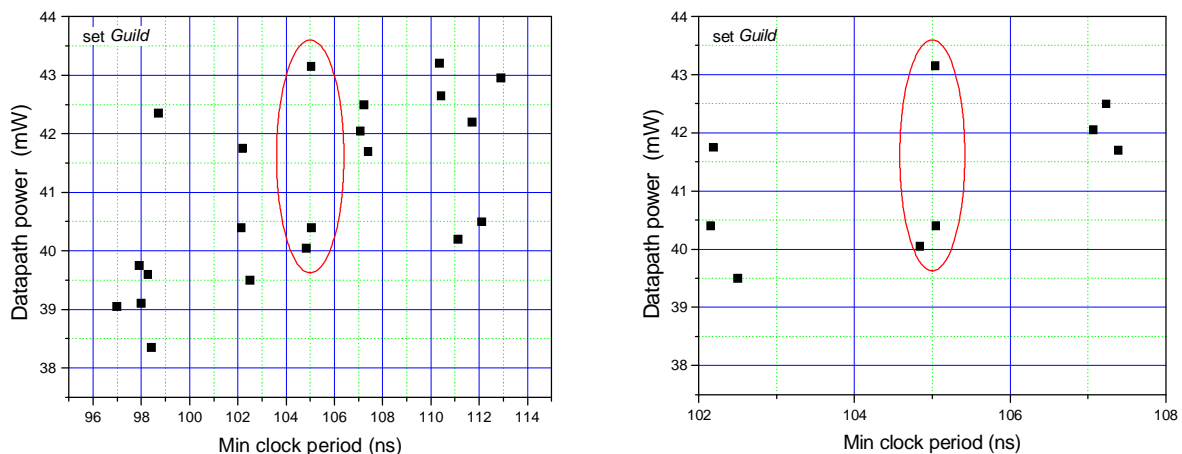 set Guild
44
43
42
41
40
39
38
Datapath power (mW)
96 98 100 102 104 106 108 110 112 114
Min clock period (ns)
set Guild
44
43
42
41
40
39
38
Datapath power (mW)
102 104 106 108
Min clock period (ns)